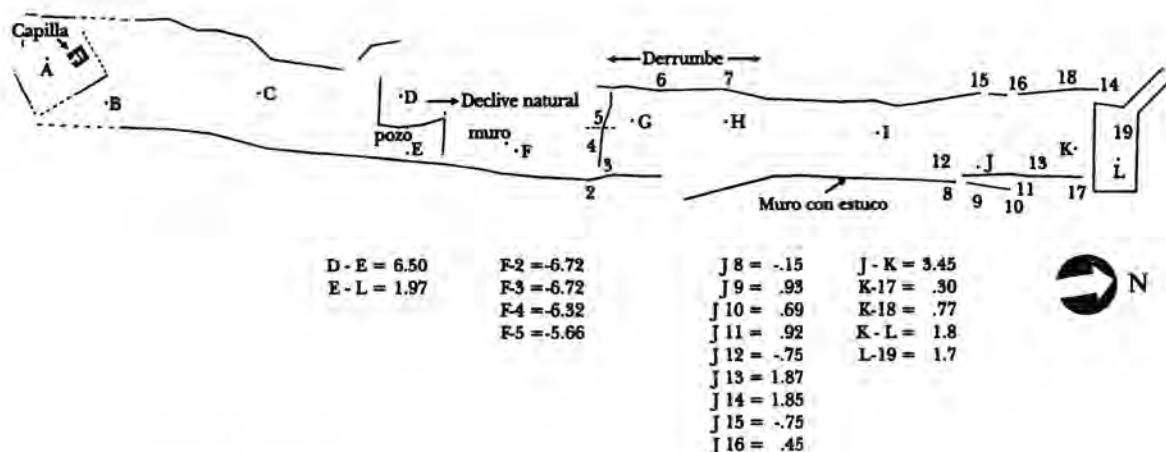 Capilla
A
B
C
D
Declive natural
pozo
E
muro
F
Derrumbe
6
7
5
4
3
2
G
H
I
15
16
18
14
12
J
13
K
19
L
8
9
10
11
17
Muro con estuco
N
D - E = 6.50
E - L = 1.97
F-2 =-6.72
F-3 =-6.72
F-4 =-6.32
F-5 =-5.66
J 8 = -.15
J 9 = .93
J 10 = .69
J 11 = .92
J 12 = -.75
J 13 = 1.87
J 14 = 1.85
J 15 = -.75
J 16 = .45
J - K = 3.45
K-17 = .30
K-18 = .77
K - L = 1.8
L-19 = 1.7